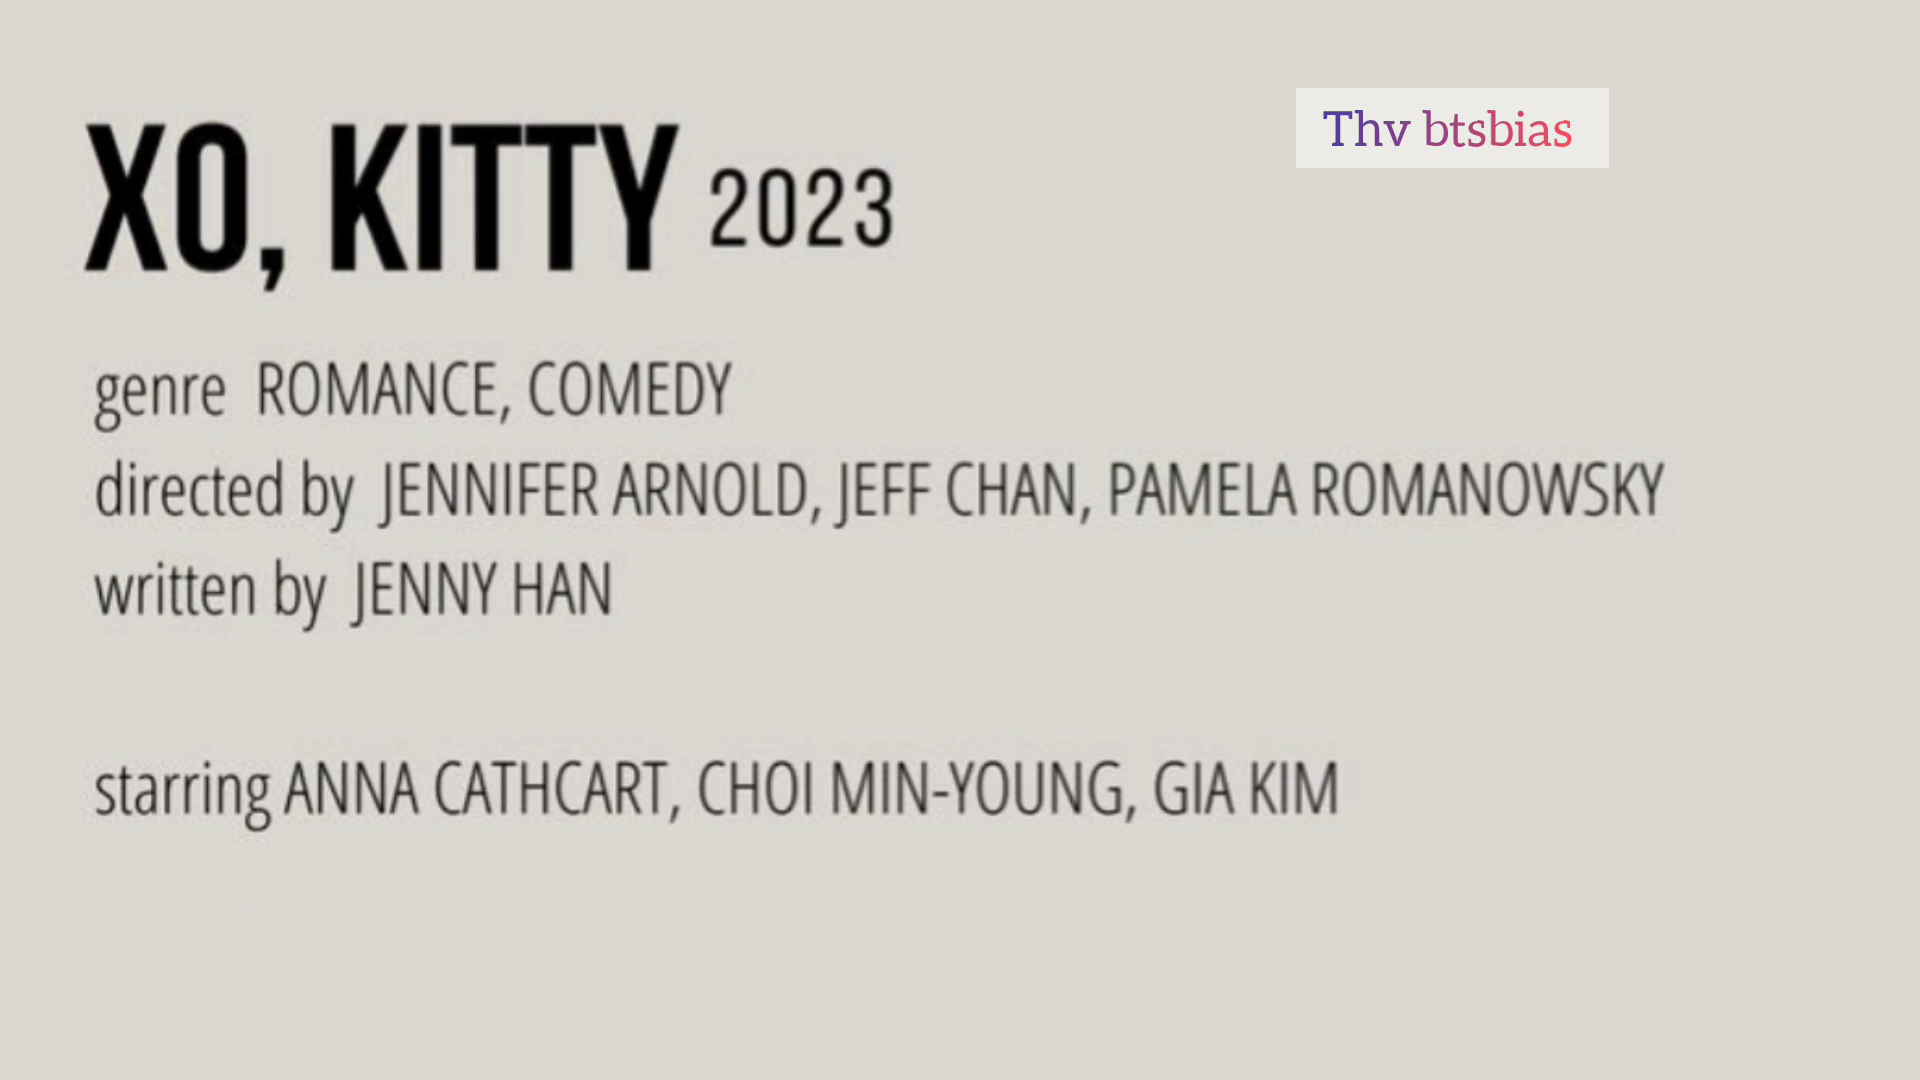 XO, KITTY 2023
Thv btsbias
genre ROMANCE, COMEDY
directed by JENNIFER ARNOLD, JEFF CHAN, PAMELA ROMANOWSKY
written by JENNY HAN
starring ANNA CATHCART, CHOI MIN-YOUNG, GIA KIM